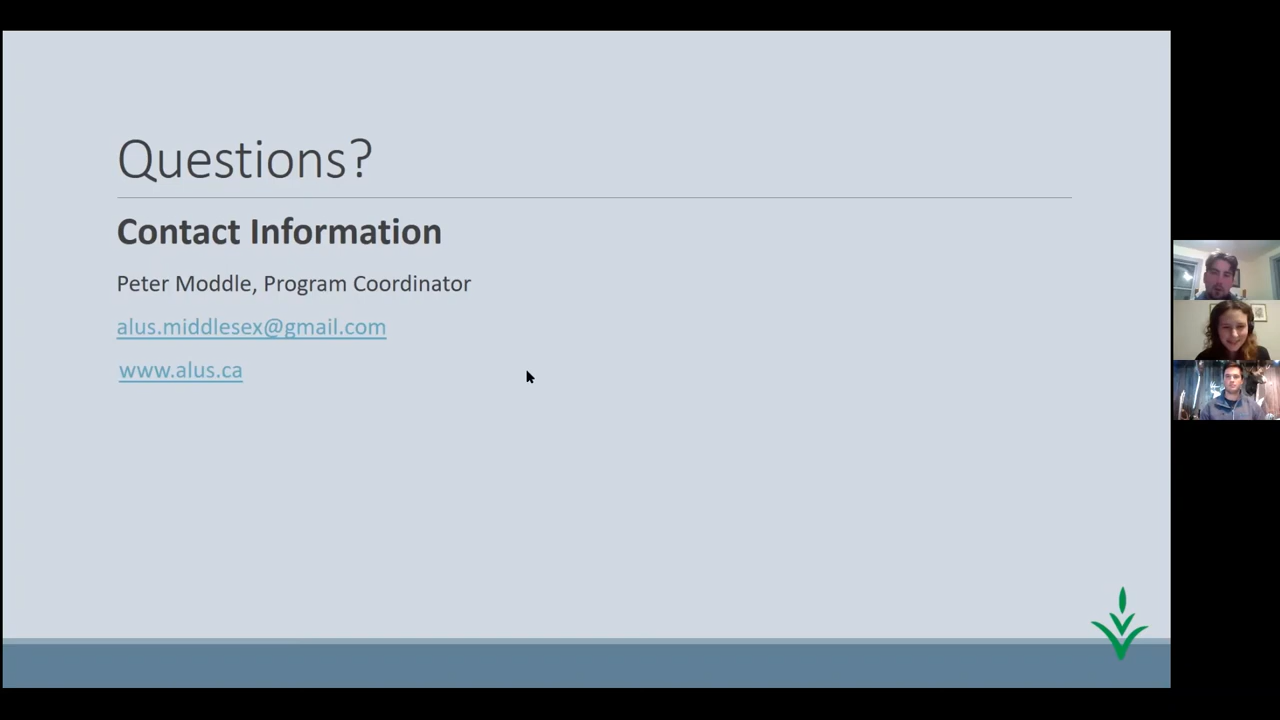 Questions?
Contact Information
Peter Moddle, Program Coordinator
alus.middlesex@gmail.com
www.alus.ca